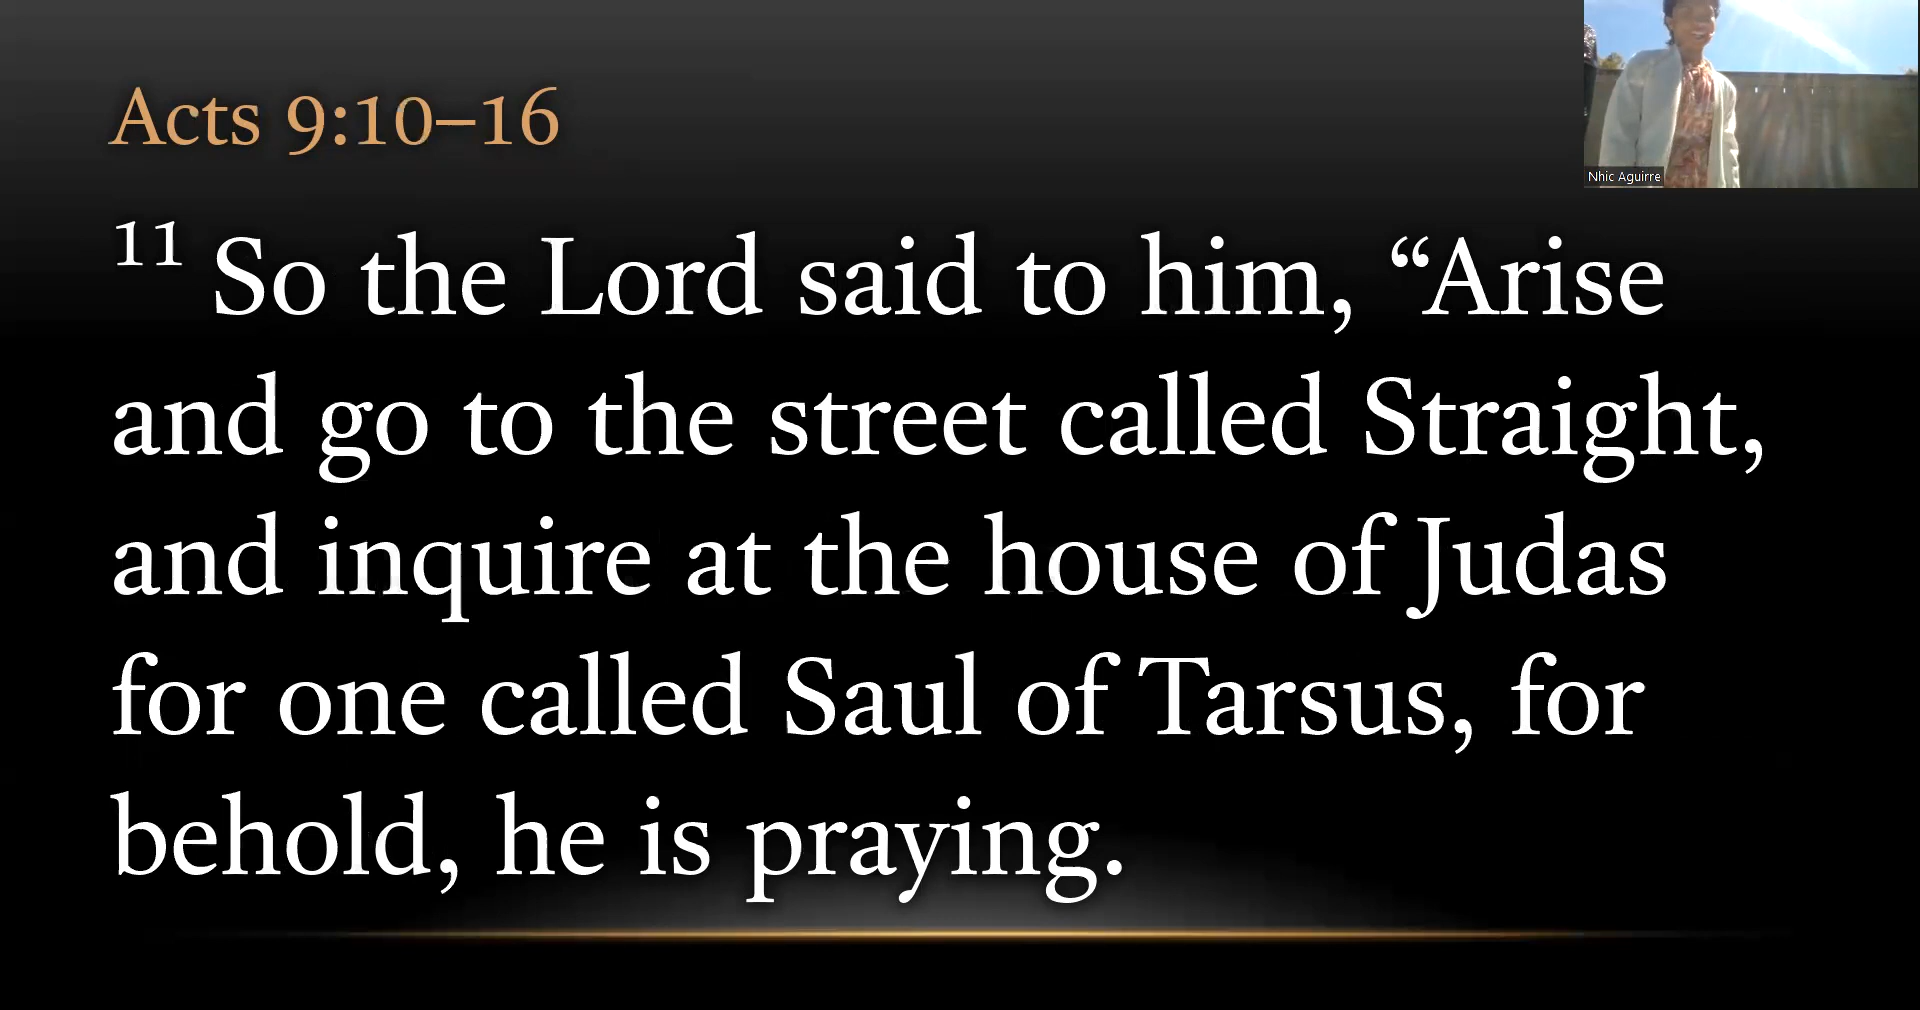 Acts 9:10–16
11 So the Lord said to him, “Arise
and go to the street called Straight,
and inquire at the house of Judas
for one called Saul of Tarsus, for
behold, he is praying.
Nhic Aguirre